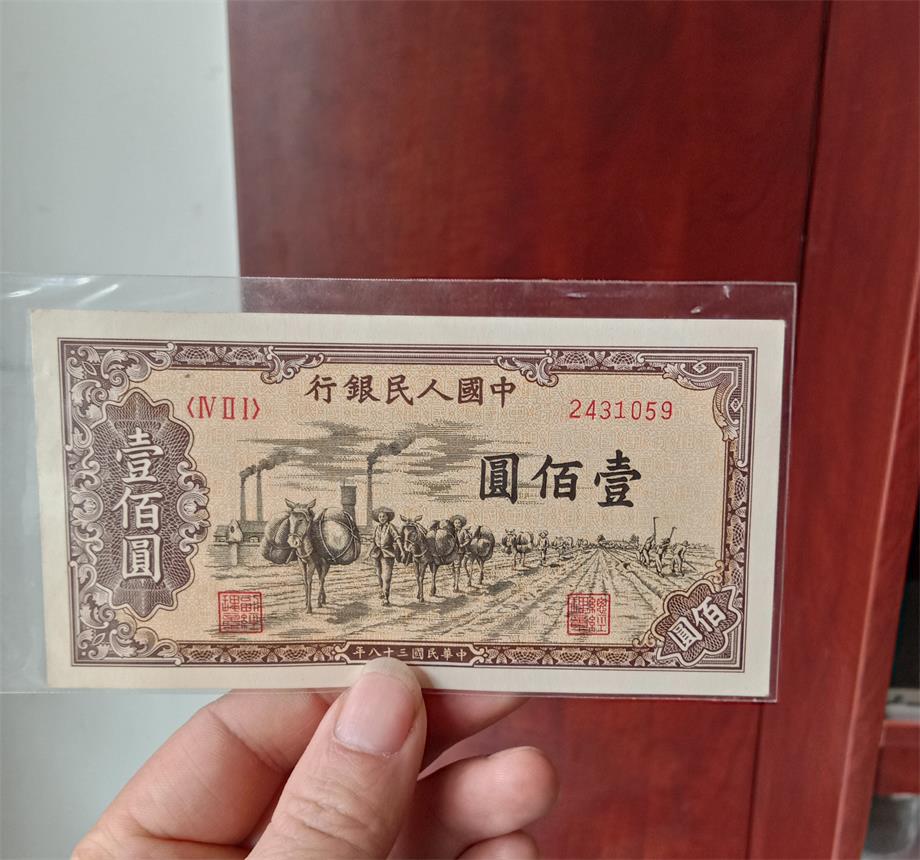 中國人民銀行
〈Ⅳ Ⅱ Ⅰ〉
2431059
壹佰圓
壹佰圓
佰圓
中華民國三十八年